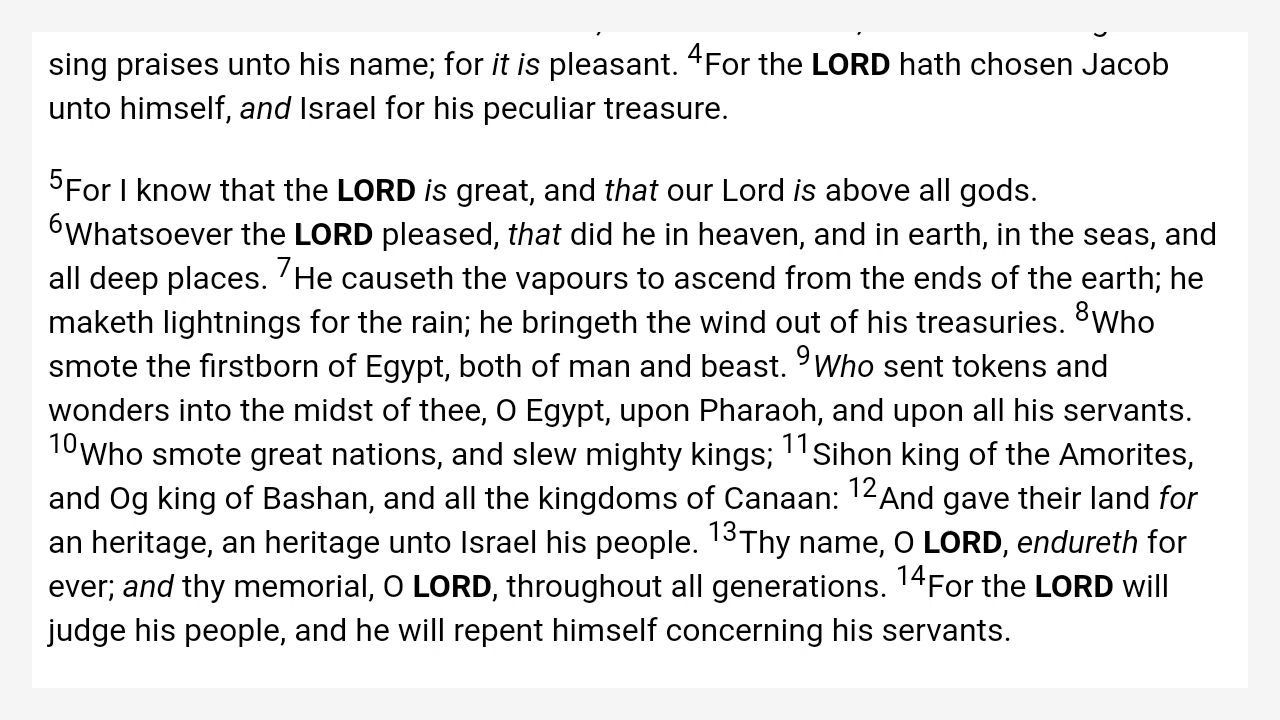 sing praises unto his name; for it is pleasant. 4For the LORD hath chosen Jacob
unto himself, and Israel for his peculiar treasure.
5For I know that the LORD is great, and that our Lord is above all gods.
6Whatsoever the LORD pleased, that did he in heaven, and in earth, in the seas, and
all deep places. 7He causeth the vapours to ascend from the ends of the earth; he
maketh lightnings for the rain; he bringeth the wind out of his treasuries. 8Who
smote the firstborn of Egypt, both of man and beast. 9Who sent tokens and
wonders into the midst of thee, O Egypt, upon Pharaoh, and upon all his servants.
10Who smote great nations, and slew mighty kings; 11Sihon king of the Amorites,
and Og king of Bashan, and all the kingdoms of Canaan: 12And gave their land for
an heritage, an heritage unto Israel his people. 13Thy name, O LORD, endureth for
ever; and thy memorial, O LORD, throughout all generations. 14For the LORD will
judge his people, and he will repent himself concerning his servants.